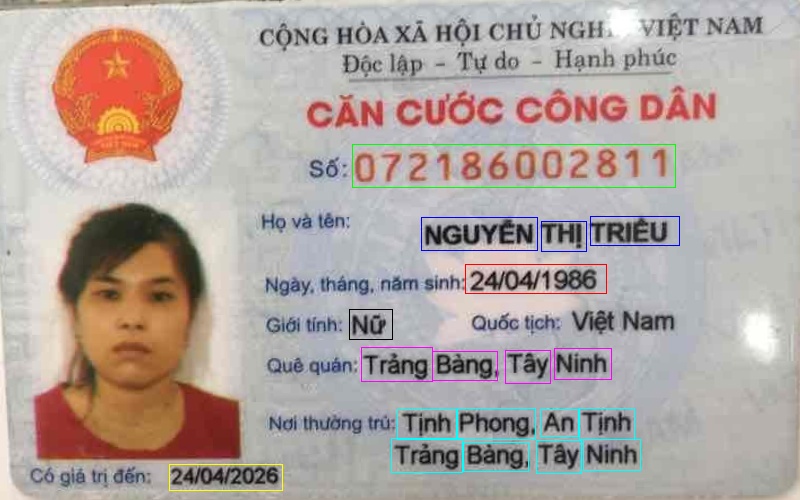 CỘNG HÒA XÃ HỘI CHỦ NGHĨA VIỆT NAM
Độc lập - Tự do - Hạnh phúc
CĂN CƯỚC CÔNG DÂN
Số: 072186002811
Họ và tên: NGUYỄN THỊ TRIỀU
Ngày, tháng, năm sinh: 24/04/1986
Giới tính: Nữ Quốc tịch: Việt Nam
Quê quán: Trảng Bàng, Tây Ninh
Nơi thường trú: Tịnh Phong, An Tịnh
Trảng Bàng, Tây Ninh
Có giá trị đến: 24/04/2026